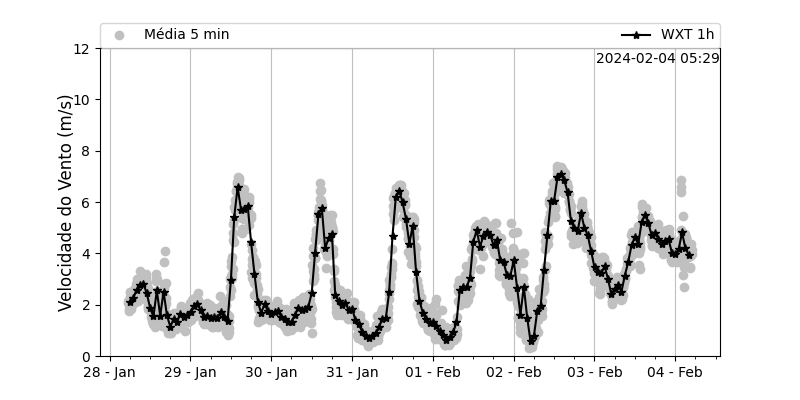 Média 5 min WXT 1h
2024-02-04 05:29
Velocidade do Vento (m/s)
12
10
8
6
4
2
0
28 - Jan 29 - Jan 30 - Jan 31 - Jan 01 - Feb 02 - Feb 03 - Feb 04 - Feb